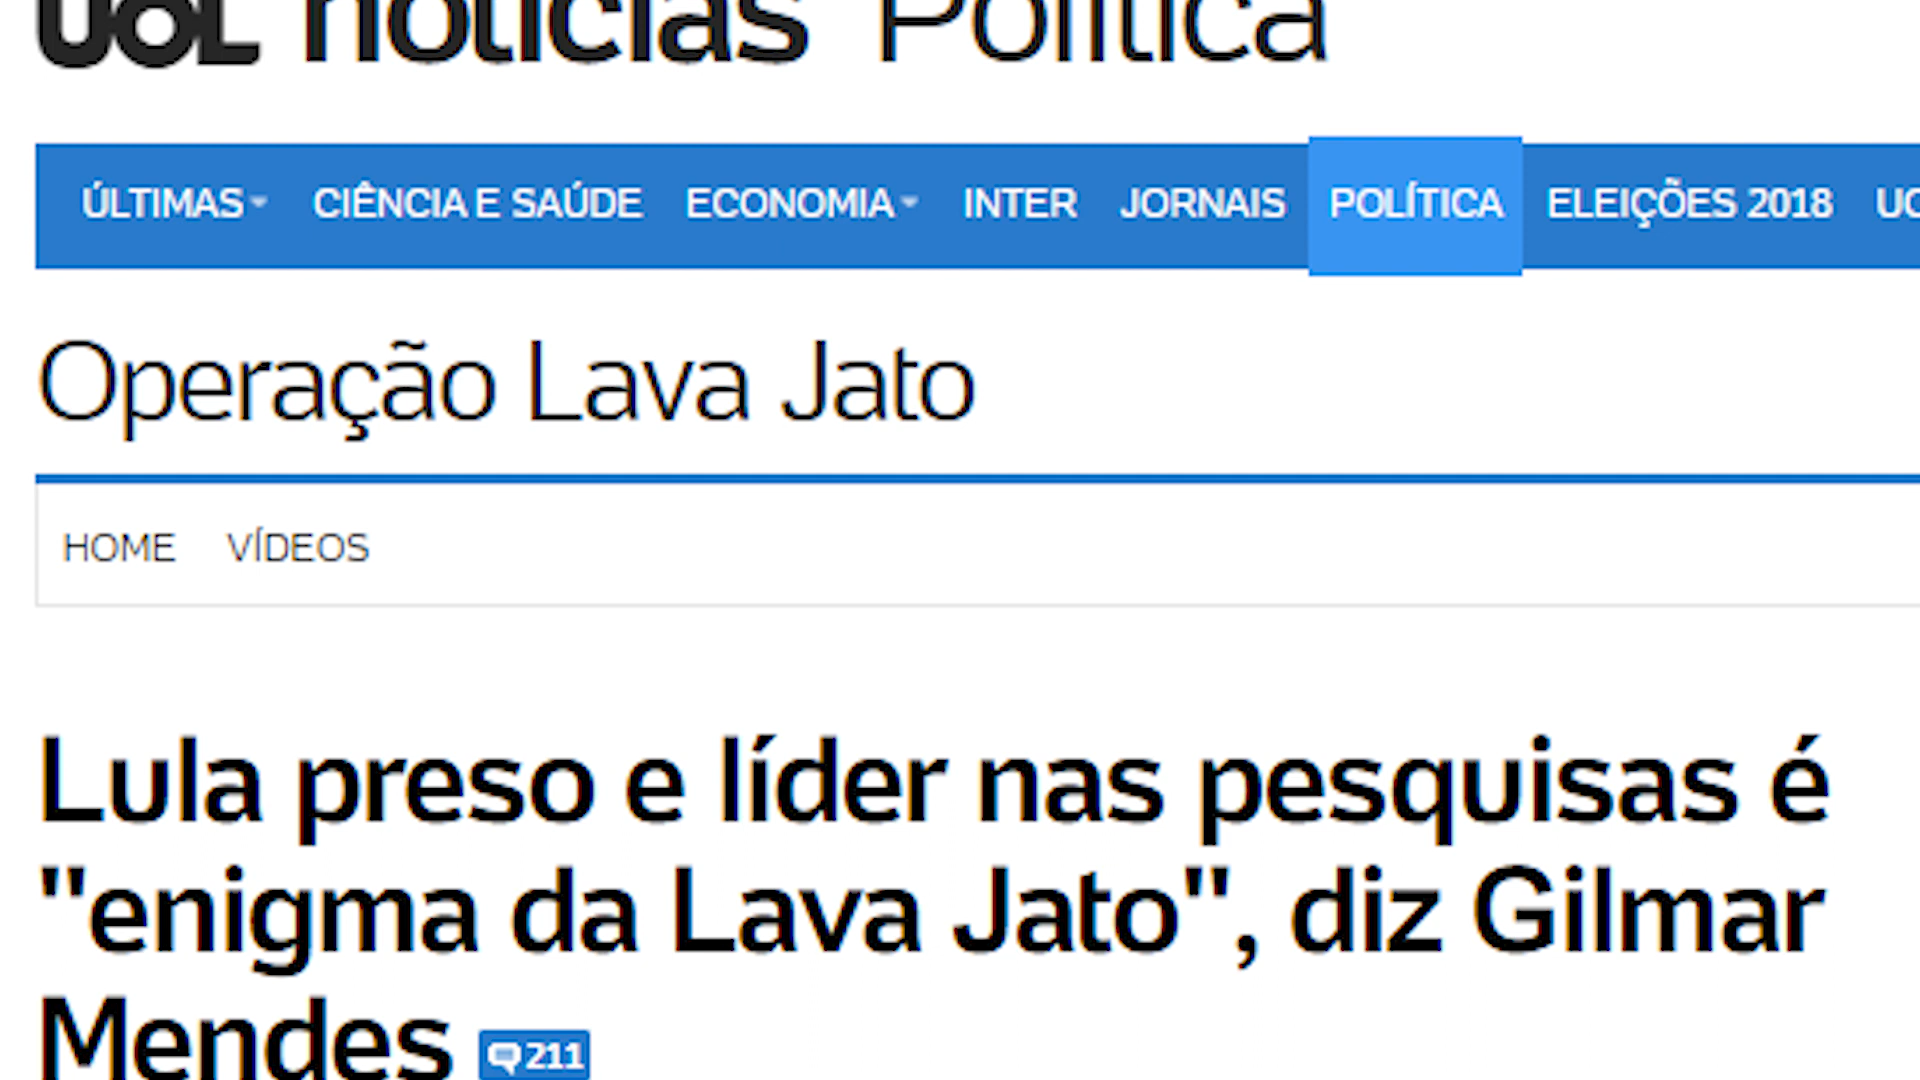 UOL notícias Política
ÚLTIMAS CIÊNCIA E SAÚDE ECONOMIA INTER JORNAIS POLÍTICA ELEIÇÕES 2018
Operação Lava Jato
HOME VÍDEOS
Lula preso e líder nas pesquisas é
"enigma da Lava Jato", diz Gilmar
Mendes 211